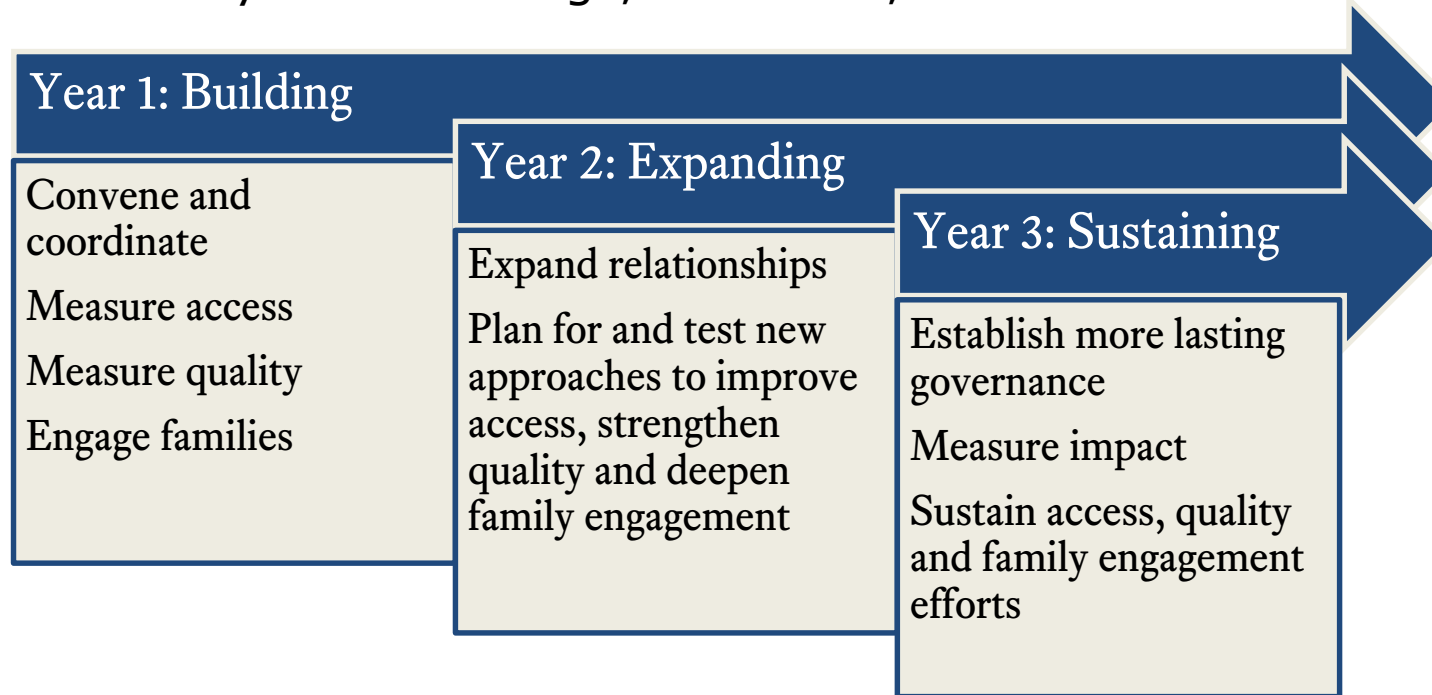 Year 1: Building
Convene and
coordinate
Measure access
Measure quality
Engage families
Year 2: Expanding
Expand relationships
Plan for and test new
approaches to improve
access, strengthen
quality and deepen
family engagement
Year 3: Sustaining
Establish more lasting
governance
Measure impact
Sustain access, quality
and family engagement
efforts